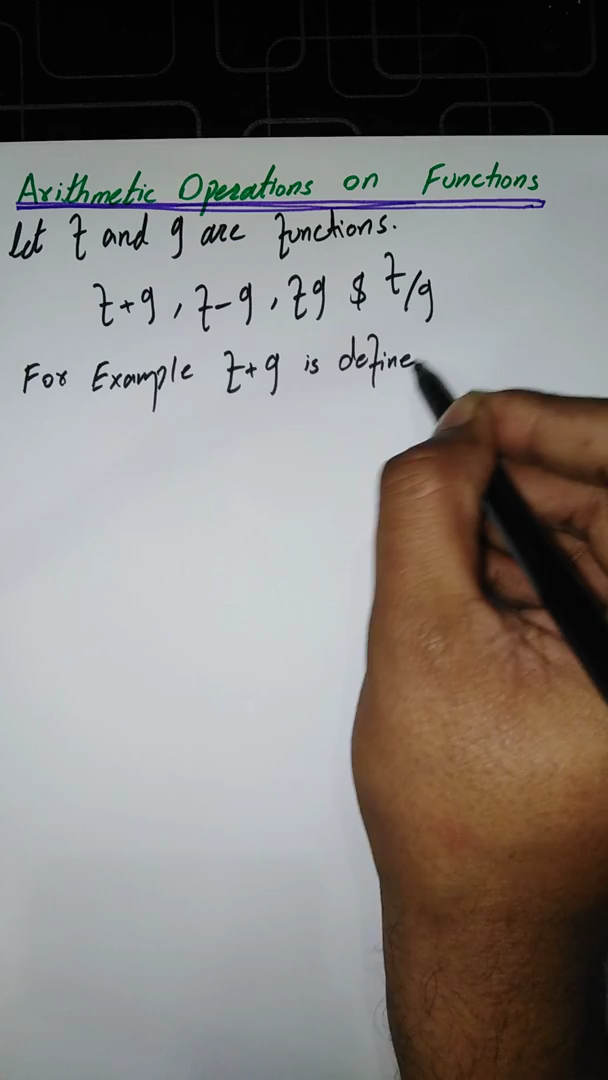 Arithmetic Operations on Functions
Let f and g are functions.
f+g, f-g, fg & f/g
For Example f+g is define